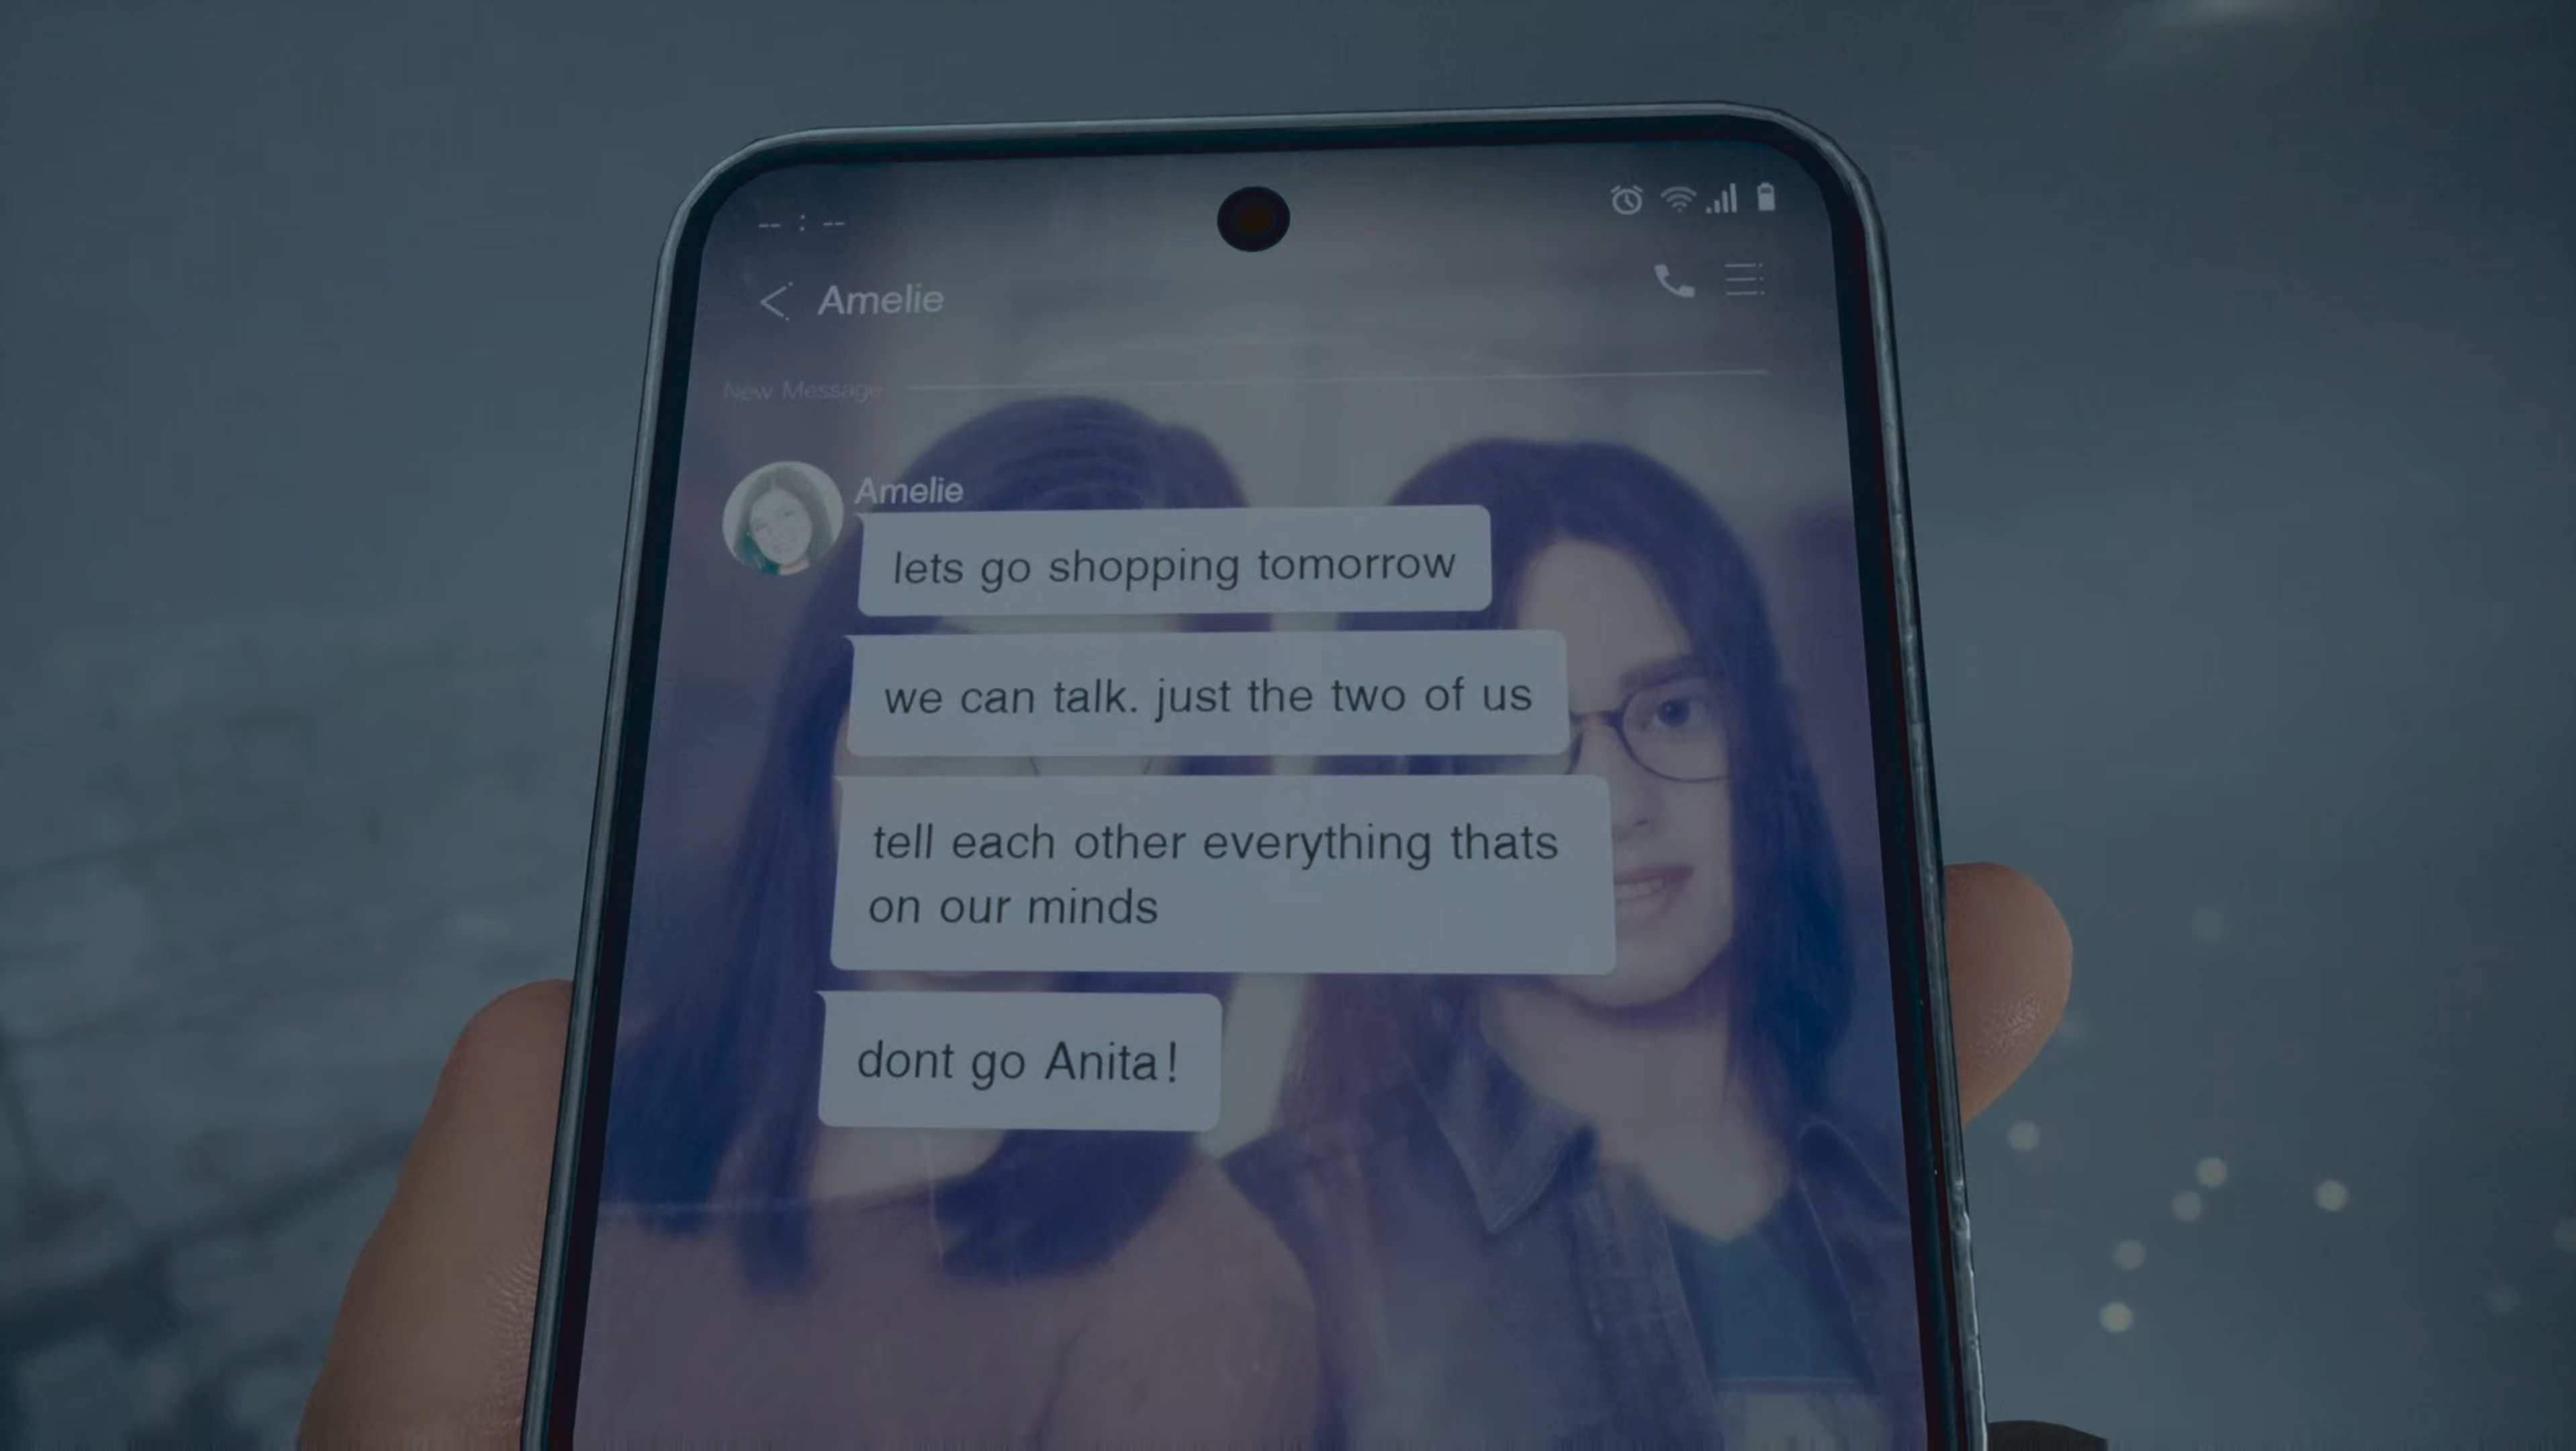 -- : --
Amelie
New Message
Amelie
lets go shopping tomorrow
we can talk. just the two of us
tell each other everything thats
on our minds
dont go Anita!